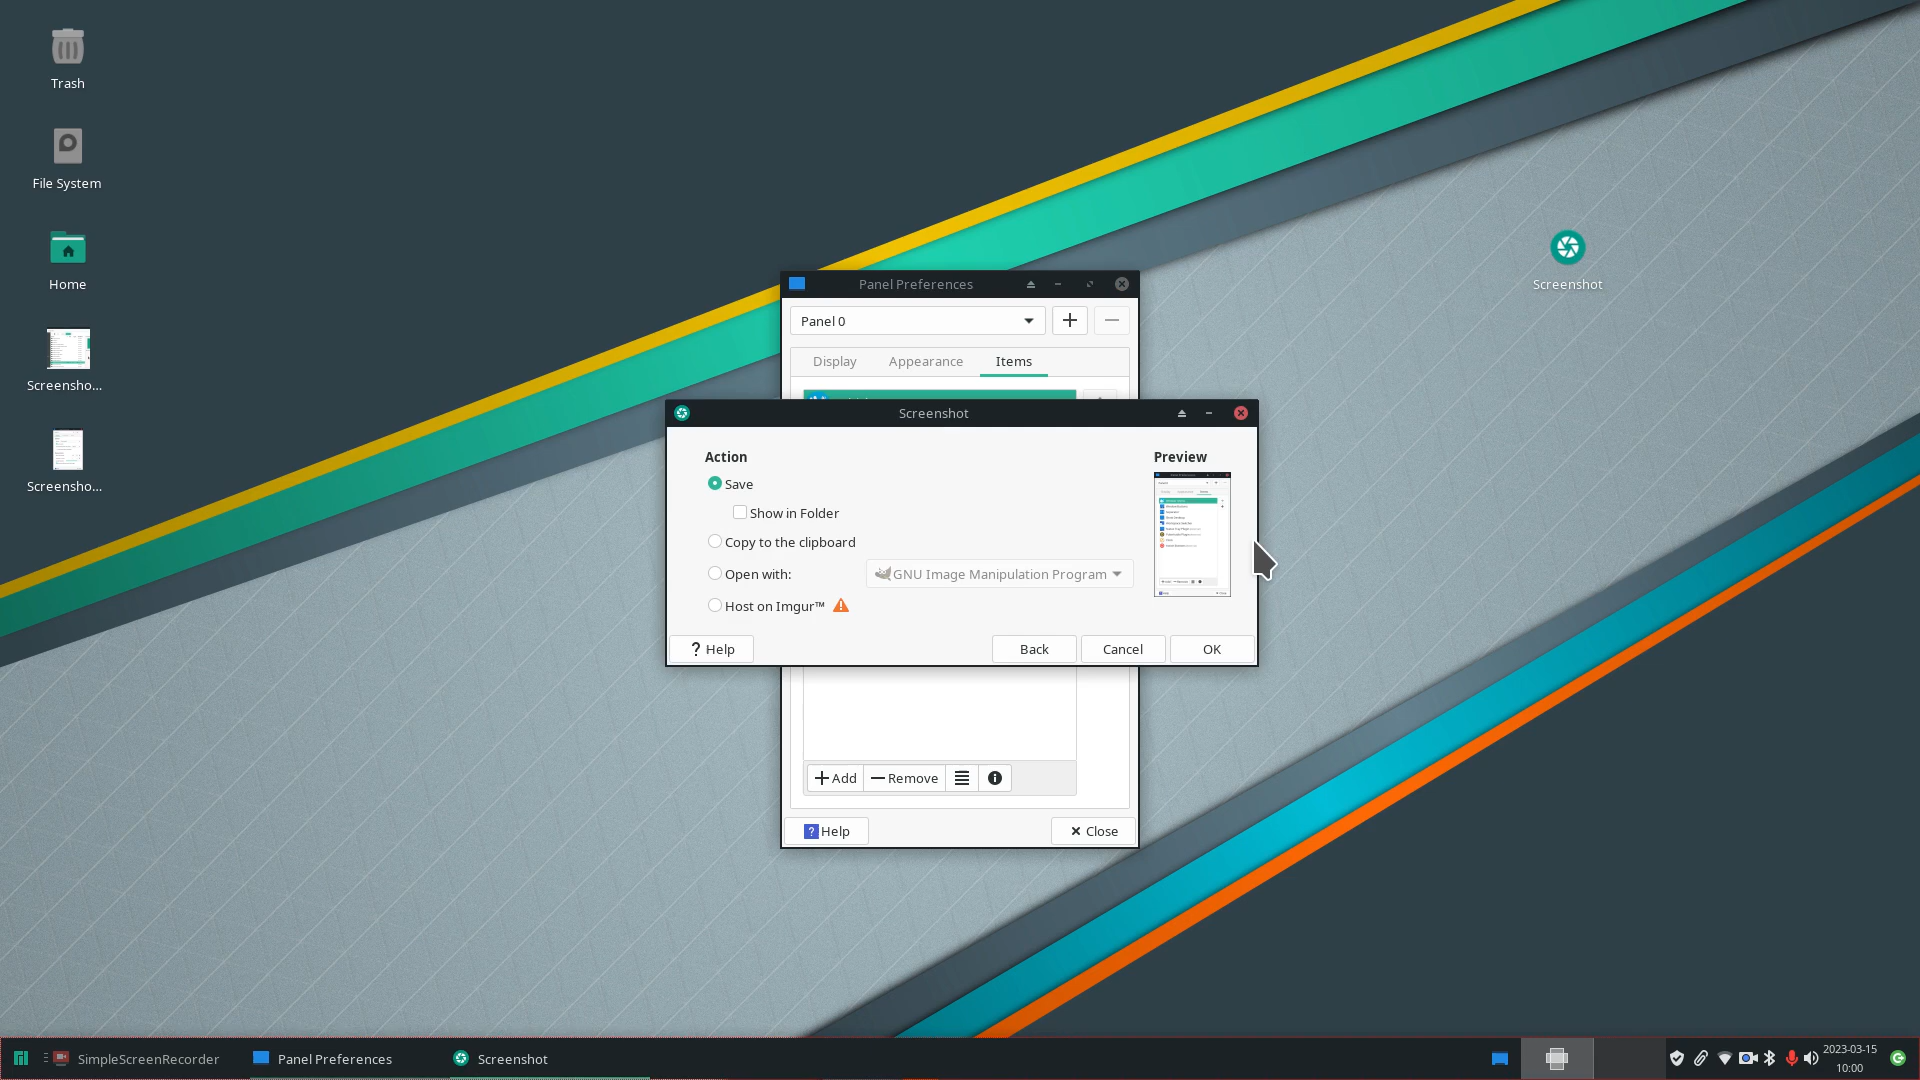 Trash
File System
Home
Screensho...
Screensho...
Screenshot
Panel Preferences
Panel 0
Display Appearance Items
Screenshot
Action
Save
Show in Folder
Copy to the clipboard
Open with: GNU Image Manipulation Program
Host on Imgur™
Preview
? Help Back Cancel OK
Add Remove
Help Close
SimpleScreenRecorder Panel Preferences Screenshot
2023-03-15
10:00